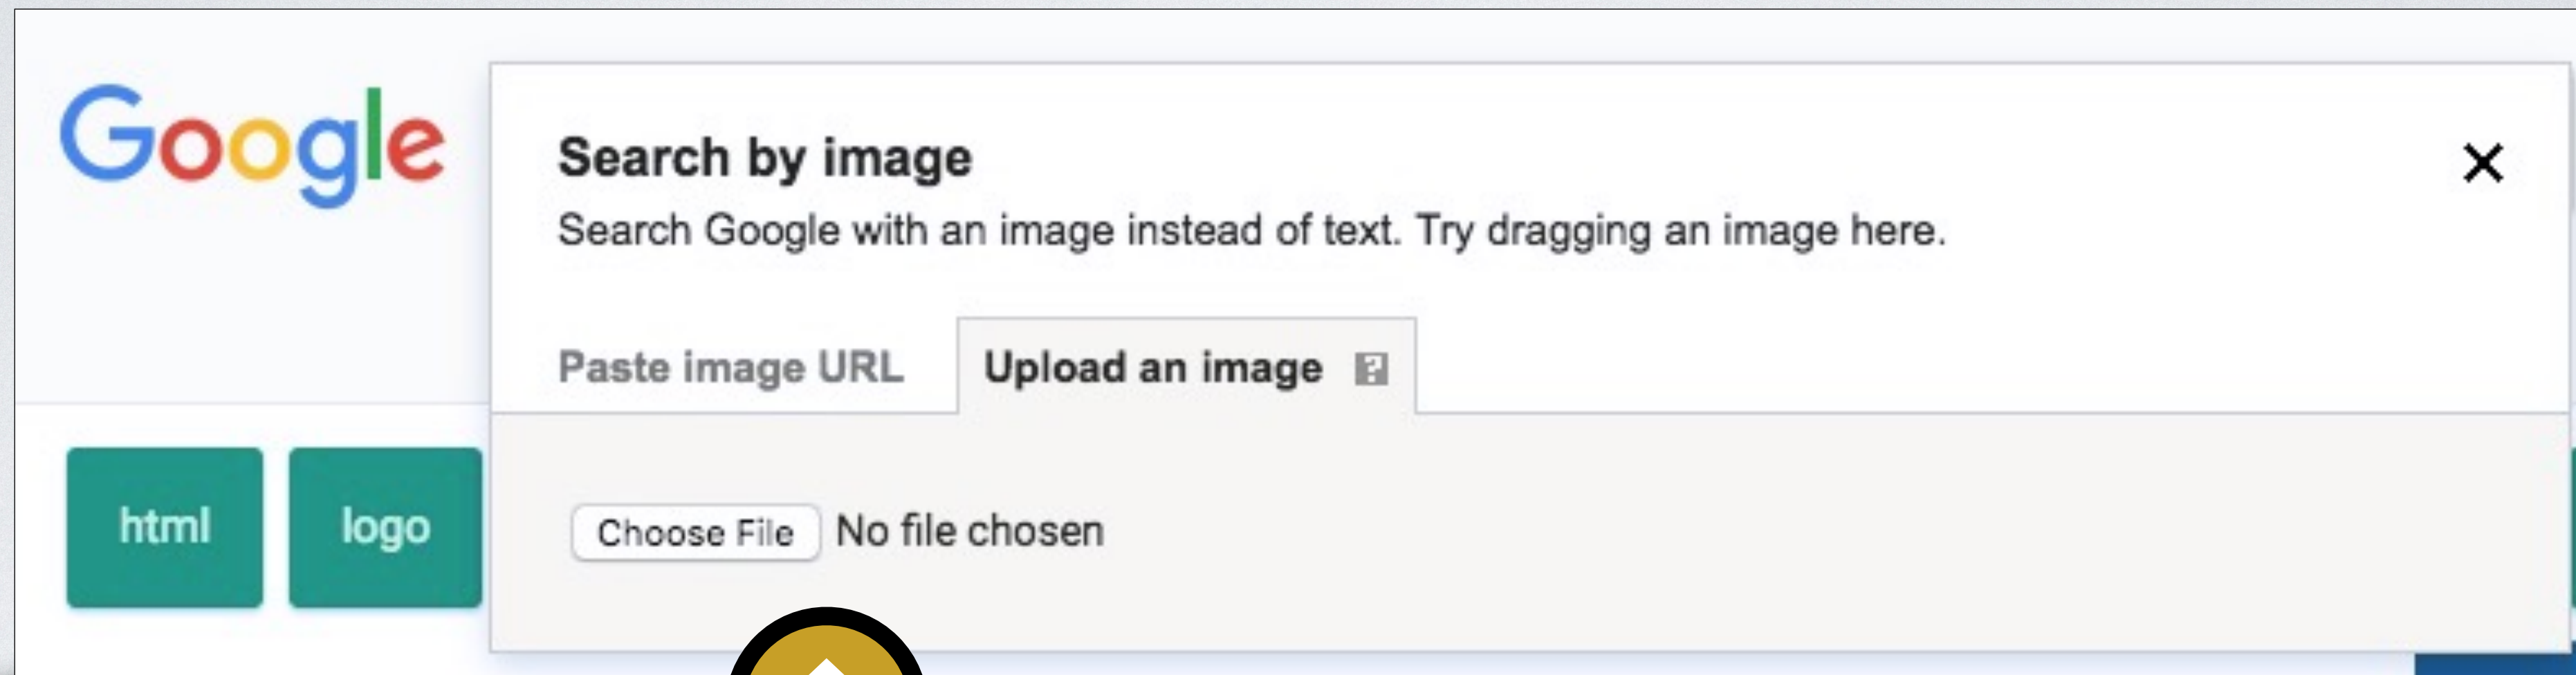 Google
Search by image
Search Google with an image instead of text. Try dragging an image here.
Paste image URL Upload an image ?
html logo
Choose File No file chosen